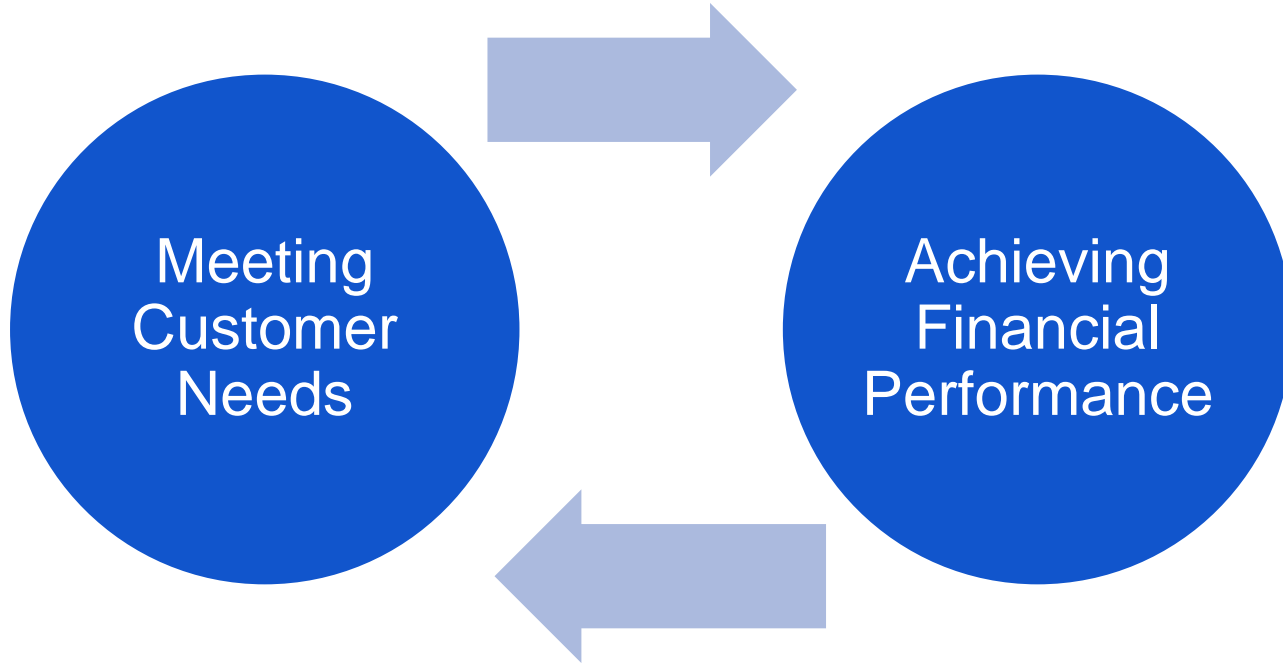 Meeting
Customer
Needs
Achieving
Financial
Performance